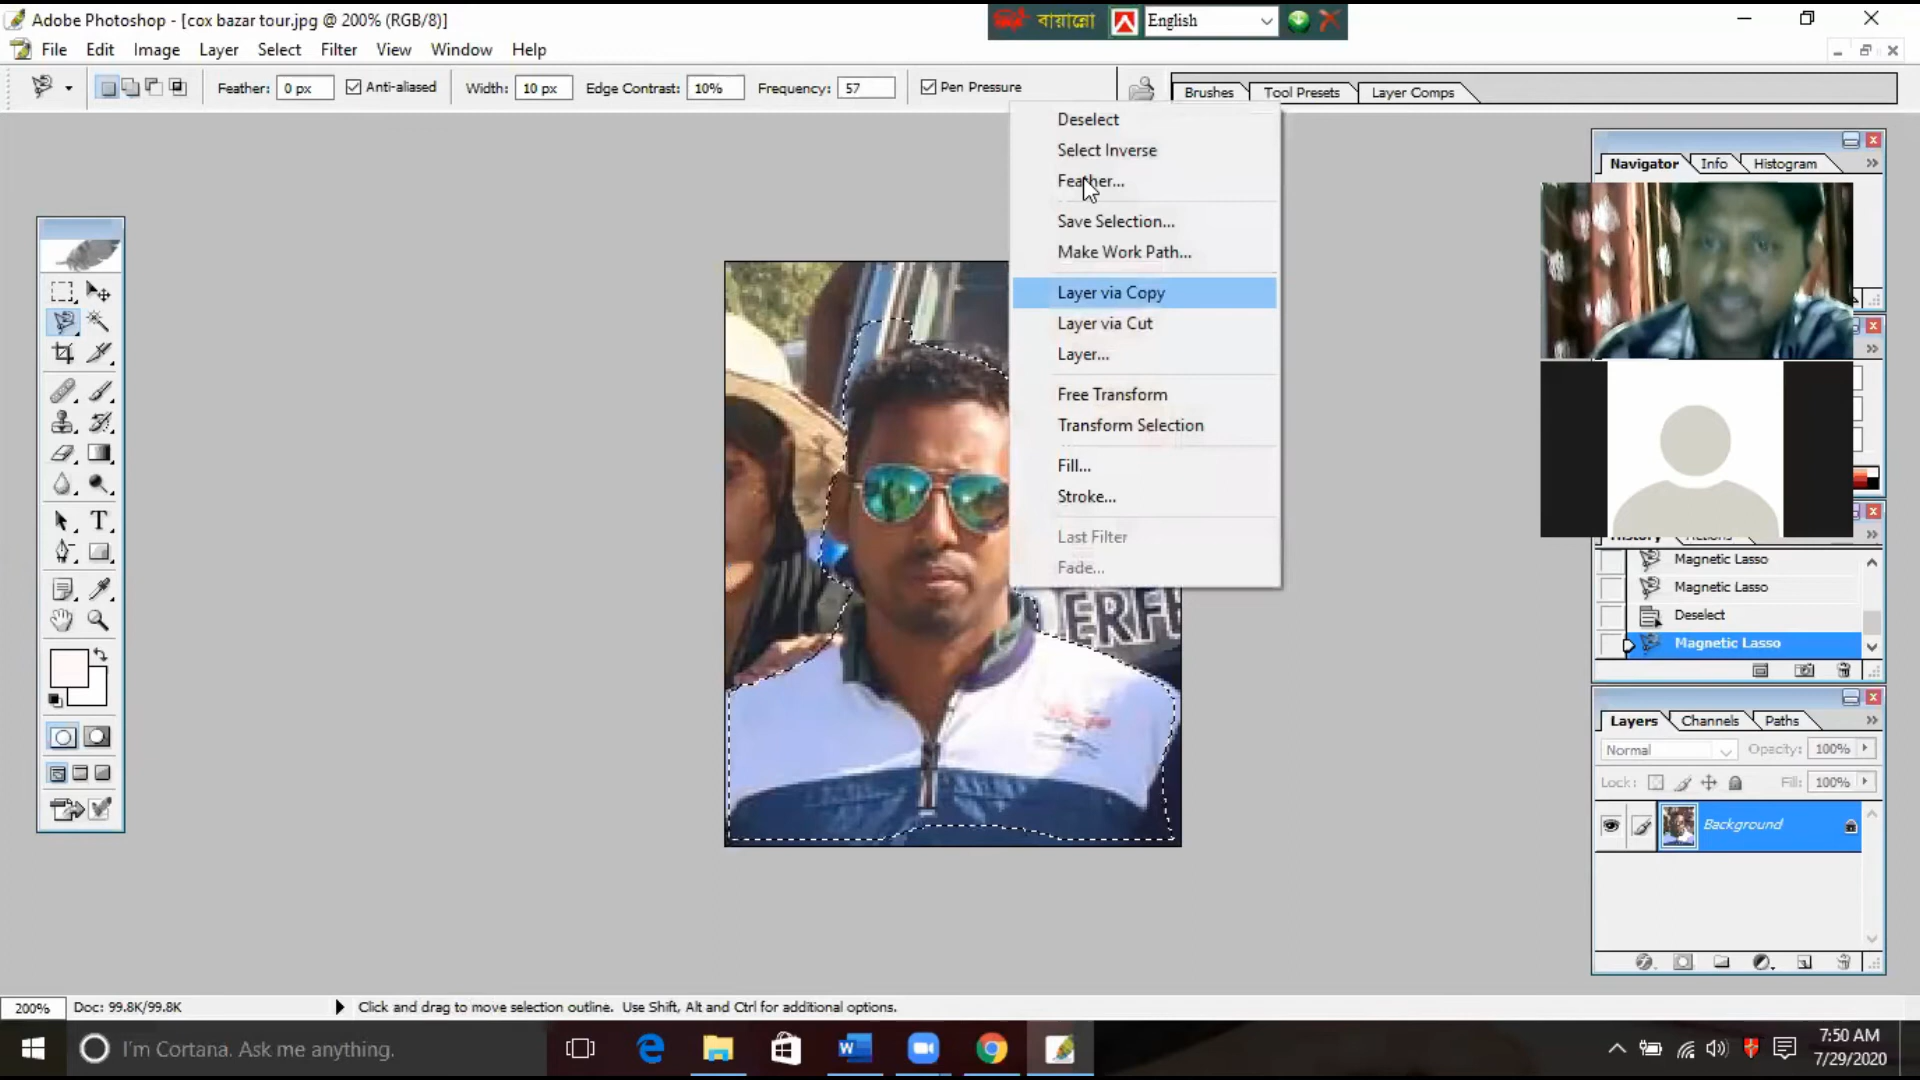 Adobe Photoshop - [cox bazar tour.jpg @ 200% (RGB/8)]
বায়ান্নো
English
File Edit Image Layer Select Filter View Window Help
Feather: 0 px Anti-aliased Width: 10 px Edge Contrast: 10% Frequency: 57 Pen Pressure
Brushes Tool Presets Layer Comps
Deselect
Select Inverse
Feather...
Save Selection...
Make Work Path...
Layer via Copy
Layer via Cut
Layer...
Free Transform
Transform Selection
Fill...
Stroke...
Last Filter
Fade...
Navigator Info Histogram
ERFE
T
Magnetic Lasso
Magnetic Lasso
Deselect
Magnetic Lasso
Layers Channels Paths
Normal Opacity: 100%
Lock: Fill: 100%
Background
200% Doc: 99.8K/99.8K Click and drag to move selection outline. Use Shift, Alt and Ctrl for additional options.
I'm Cortana. Ask me anything.
7:50 AM
7/29/2020